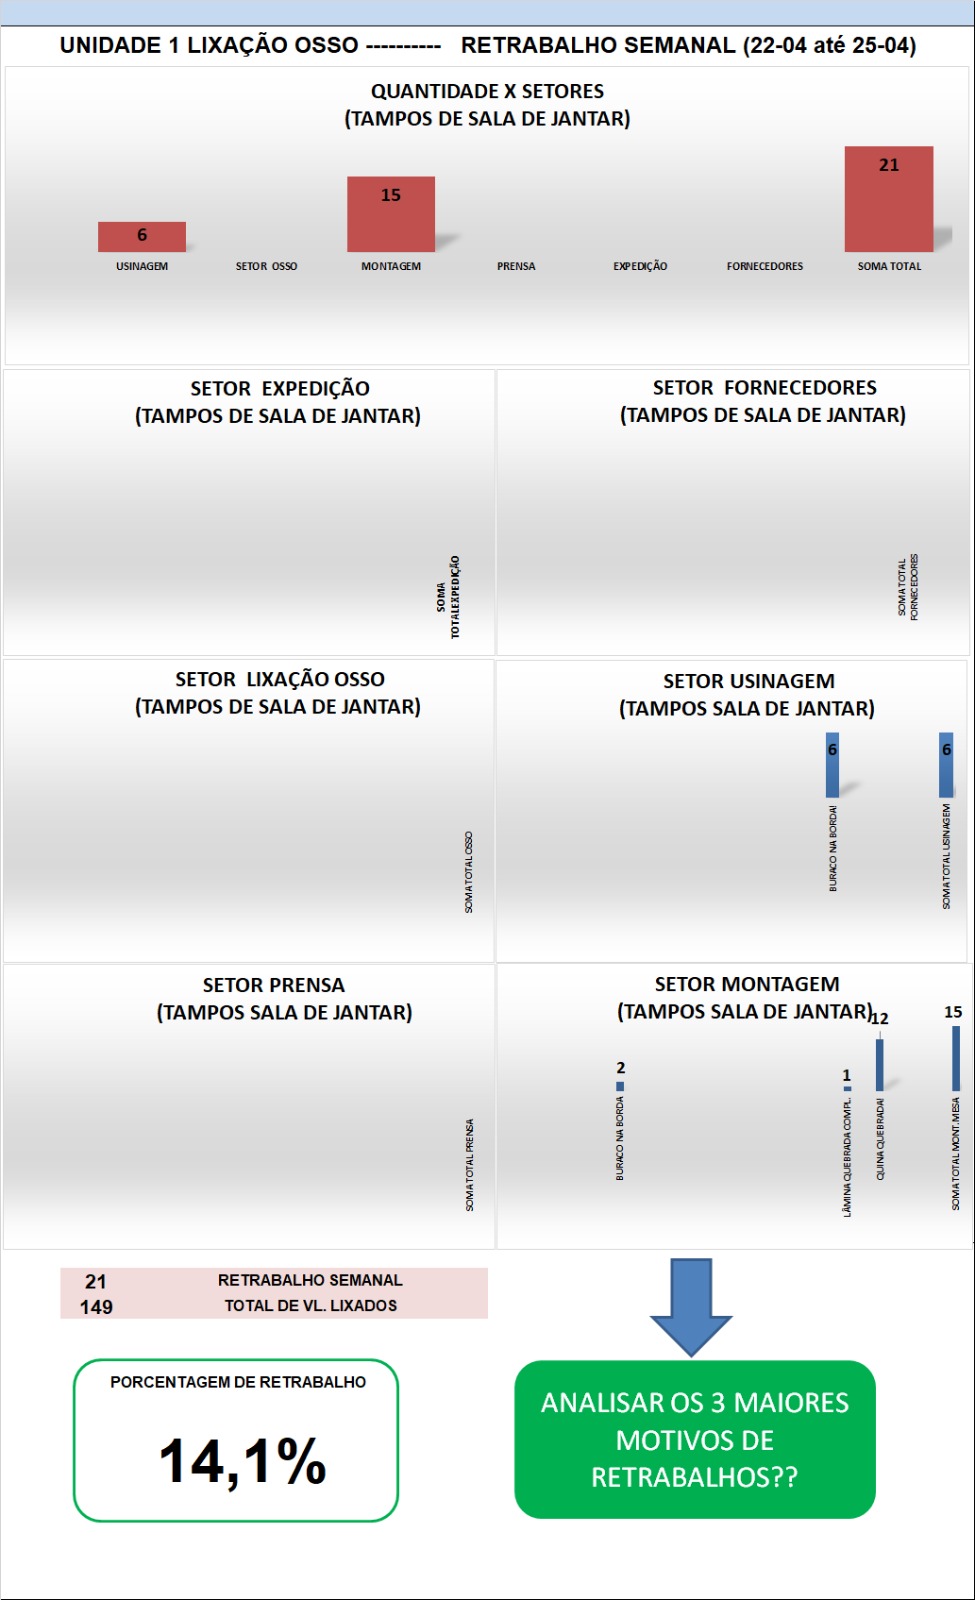 UNIDADE 1 LIXAÇÃO OSSO ---------- RETRABALHO SEMANAL (22-04 até 25-04)
QUANTIDADE X SETORES
(TAMPOS DE SALA DE JANTAR)
6
15
21
USINAGEM
SETOR OSSO
MONTAGEM
PRENSA
EXPEDIÇÃO
FORNECEDORES
SOMA TOTAL
SETOR EXPEDIÇÃO
(TAMPOS DE SALA DE JANTAR)
SOMA
TOTALEXPEDIÇÃO
SETOR FORNECEDORES
(TAMPOS DE SALA DE JANTAR)
SOMA TOTAL
FORNECEDORES
SETOR LIXAÇÃO OSSO
(TAMPOS DE SALA DE JANTAR)
SOMA TOTAL OSSO
SETOR USINAGEM
(TAMPOS SALA DE JANTAR)
6
6
BURACO NA BORDA!
SOMA TOTAL USINAGEM
SETOR PRENSA
(TAMPOS SALA DE JANTAR)
SOMA TOTAL PRENSA
SETOR MONTAGEM
(TAMPOS SALA DE JANTAR)
2
1
12
15
BURACO NA BORDA
LÂMINA QUEBRADA COMPL.
QUINA QUEBRADA!
SOMA TOTAL MONT.MESA
21 RETRABALHO SEMANAL
149 TOTAL DE VL. LIXADOS
PORCENTAGEM DE RETRABALHO
14,1%
ANALISAR OS 3 MAIORES
MOTIVOS DE
RETRABALHOS??